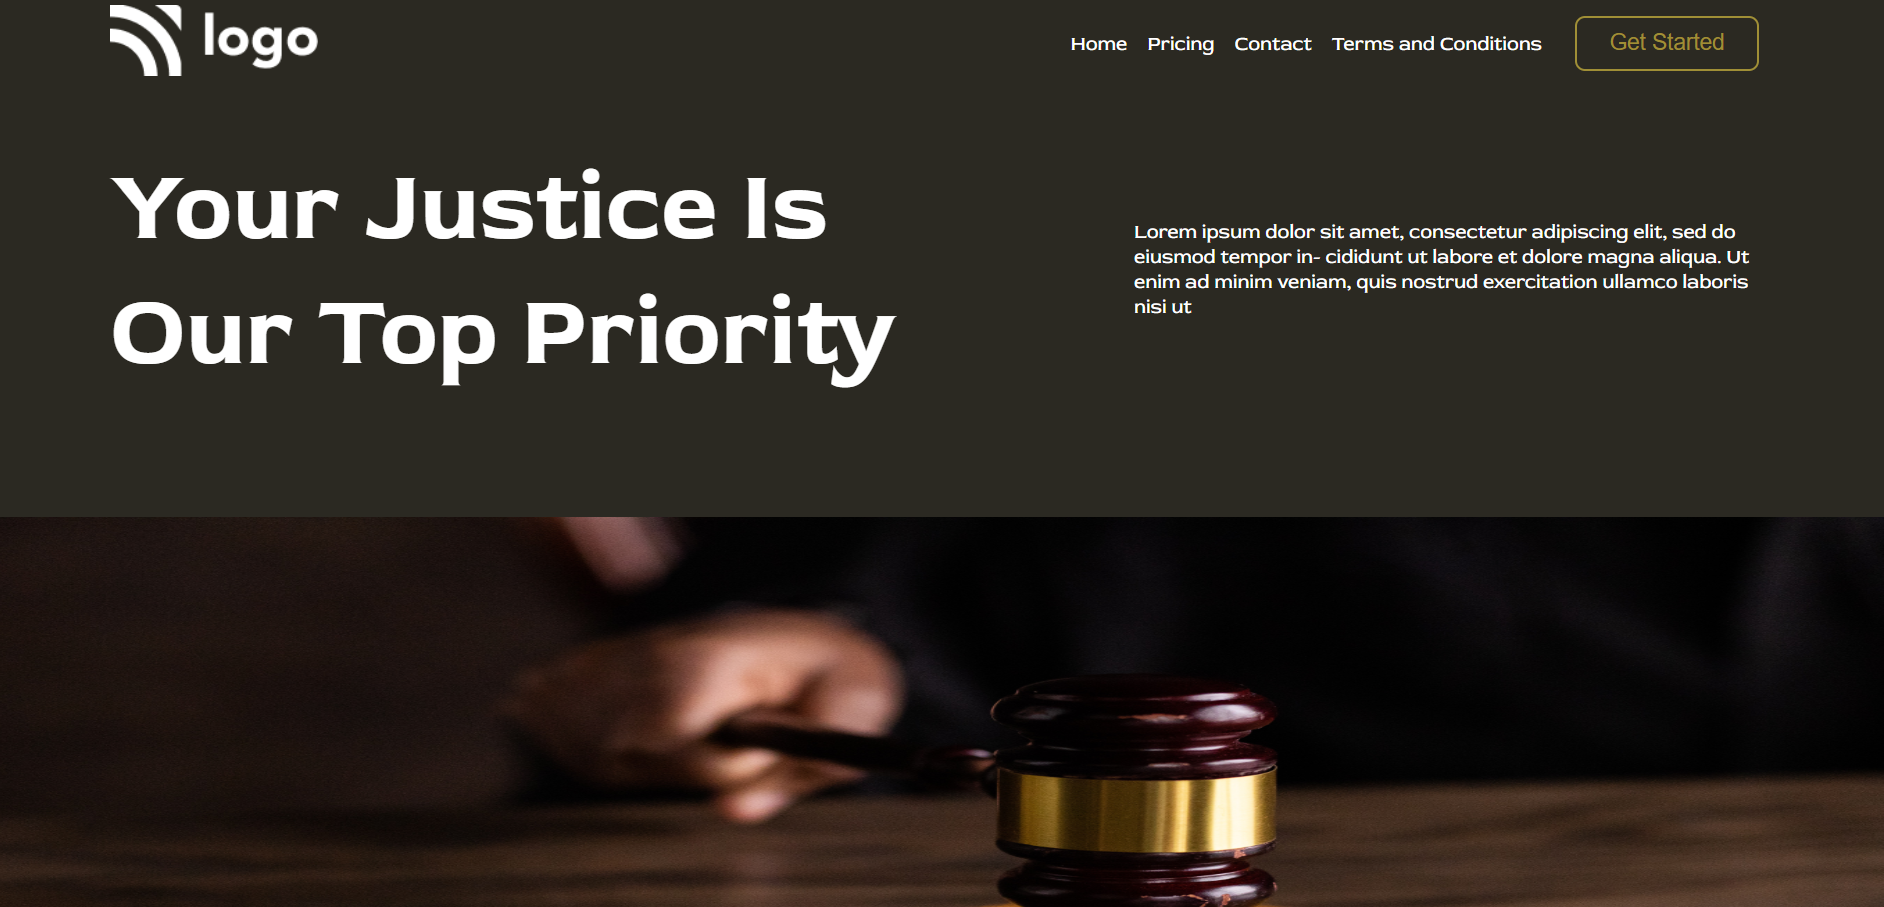 logo
Home Pricing Contact Terms and Conditions Get Started
Your Justice Is
Our Top Priority
Lorem ipsum dolor sit amet, consectetur adipiscing elit, sed do
eiusmod tempor in- cididunt ut labore et dolore magna aliqua. Ut
enim ad minim veniam, quis nostrud exercitation ullamco laboris
nisi ut